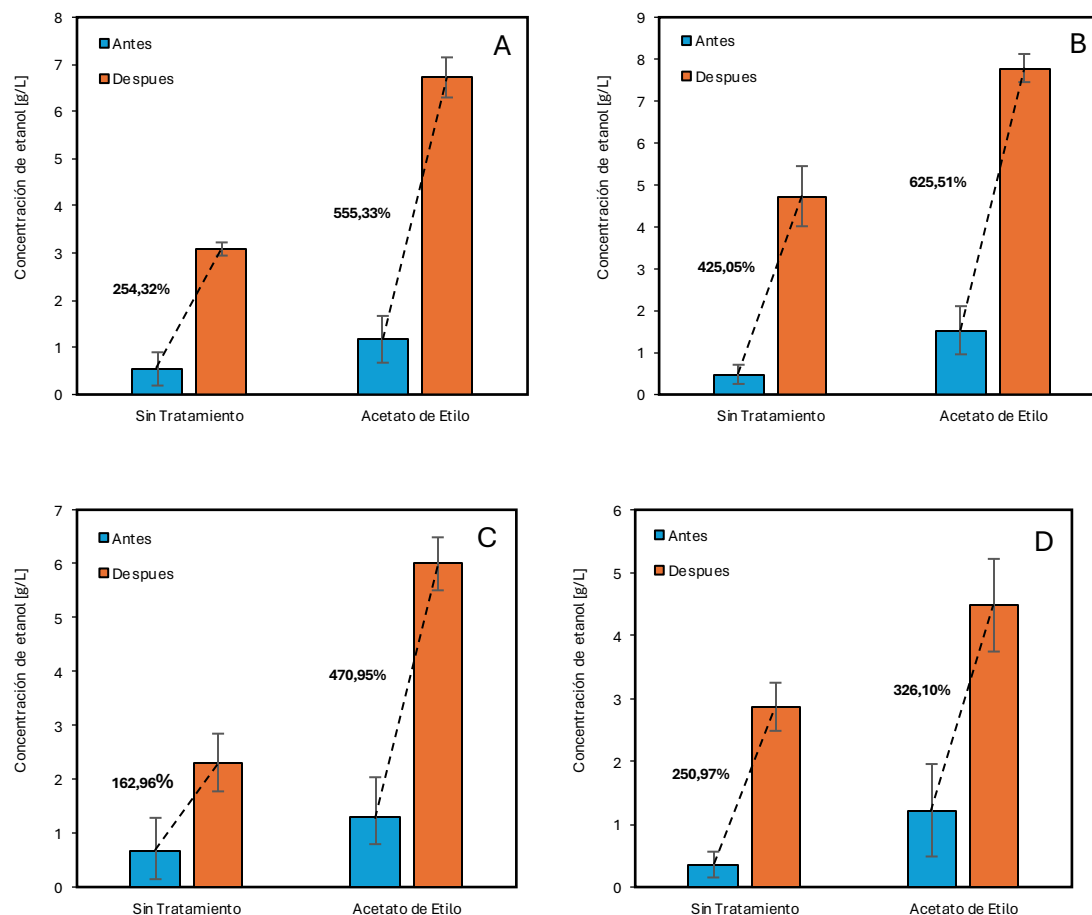 A
Antes
Despues
Concentración de etanol [g/L]
8
7
6
5
4
3
2
1
0
254,32%
555,33%
Sin Tratamiento
Acetato de Etilo
B
Antes
Despues
Concentración de etanol [g/L]
9
8
7
6
5
4
3
2
1
0
425,05%
625,51%
Sin Tratamiento
Acetato de Etilo
C
Antes
Despues
Concentración de etanol [g/L]
7
6
5
4
3
2
1
0
162,96%
470,95%
Sin Tratamiento
Acetato de Etilo
D
Antes
Despues
Concentración de etanol [g/L]
6
5
4
3
2
1
0
250,97%
326,10%
Sin Tratamiento
Acetato de Etilo